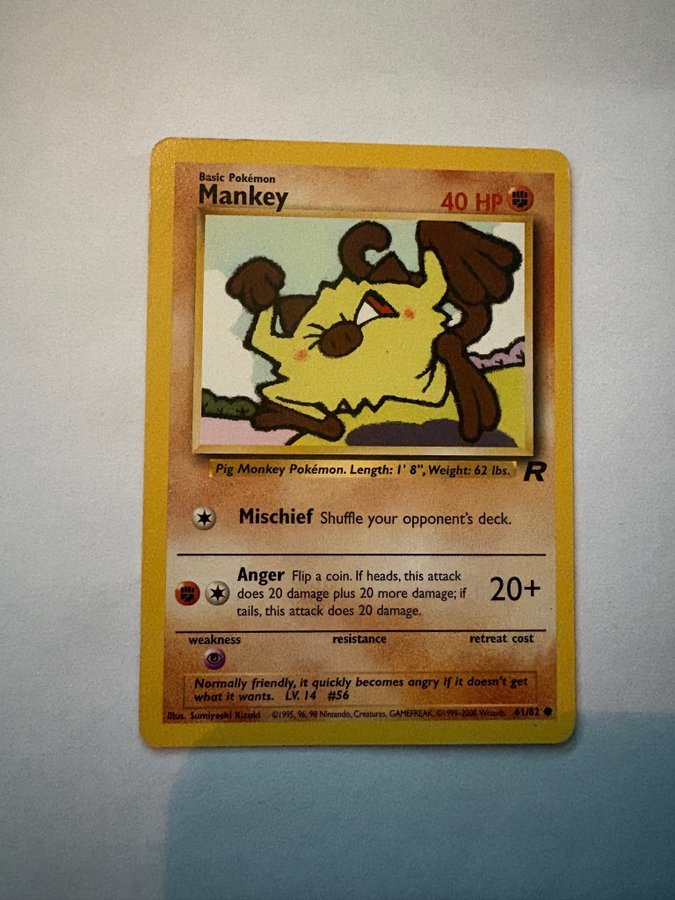 Basic Pokémon
Mankey 40 HP
Pig Monkey Pokémon. Length: 1' 8", Weight: 62 lbs. R
Mischief Shuffle your opponent's deck.
Anger Flip a coin. If heads, this attack
does 20 damage plus 20 more damage; if
tails, this attack does 20 damage.
20+
weakness resistance retreat cost
Normally friendly, it quickly becomes angry if it doesn't get
what it wants. LV. 14 #56
Illus. Sumiyoshi Kizuki ©1995, 96, 98 Nintendo, Creatures, GAMEFREAK. ©1999-2000 Wizards. 61/82